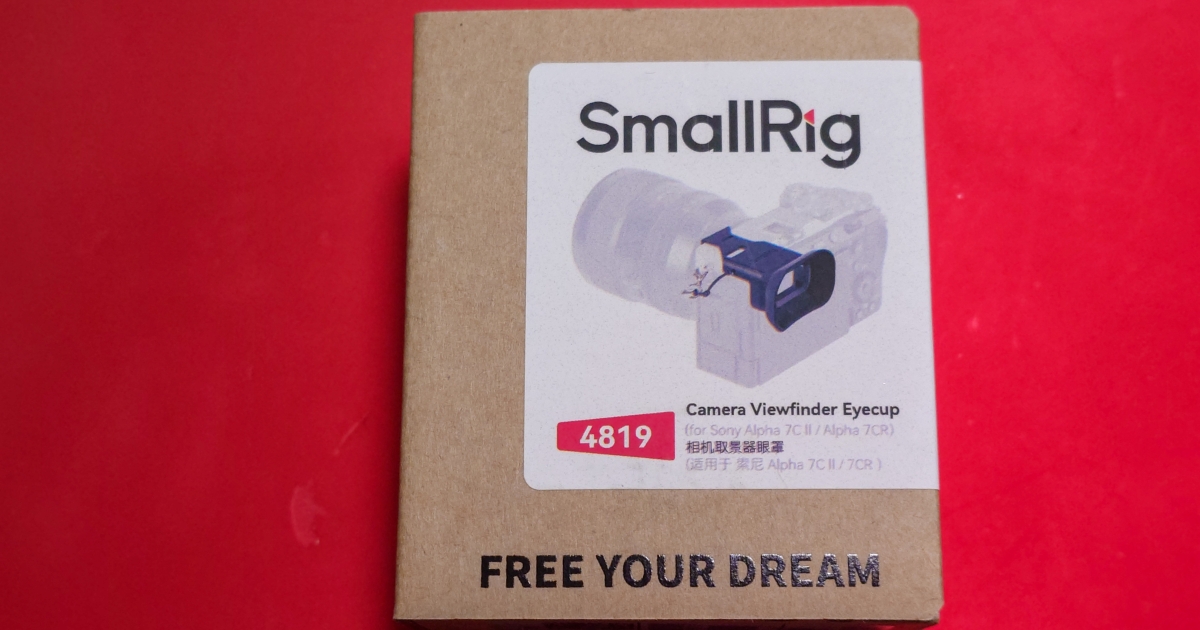 SmallRig
4819
Camera Viewfinder Eyecup
(for Sony Alpha 7C II / Alpha 7CR)
相机取景器眼罩
(适用于 索尼 Alpha 7C II / 7CR )
FREE YOUR DREAM